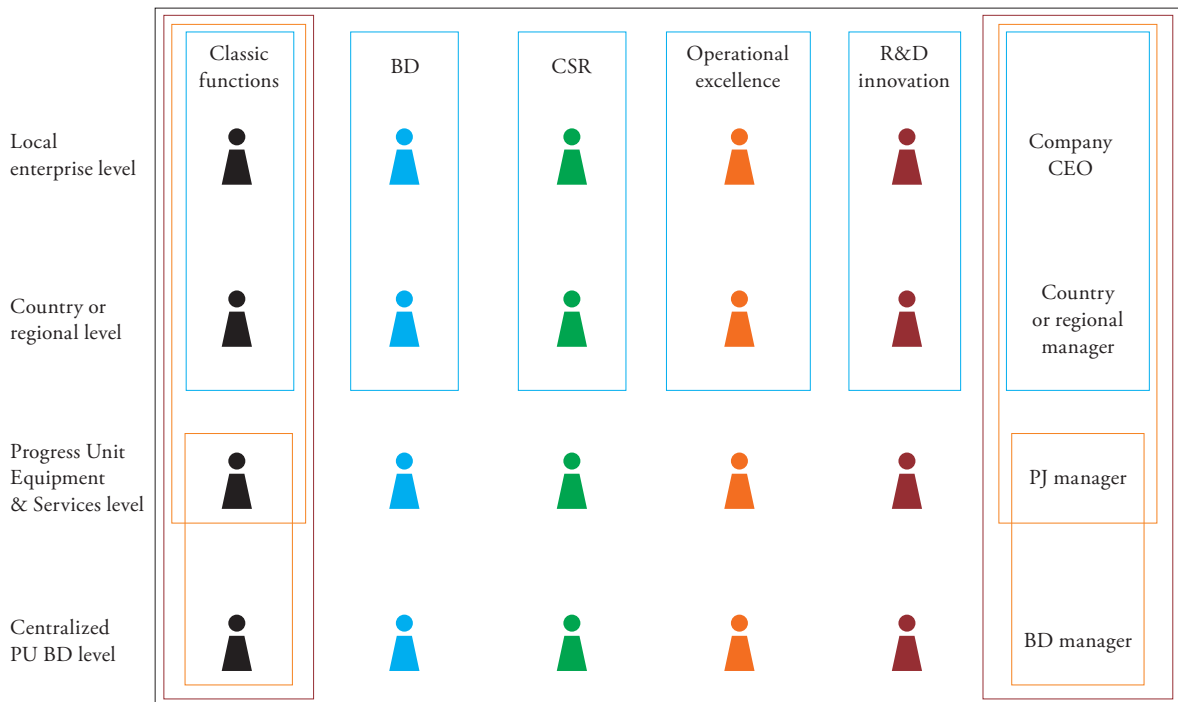 Classic
functions
BD
CSR
Operational
excellence
R&D
innovation
Local
enterprise level
Company
CEO
Country or
regional level
Country
or regional
manager
Progress Unit
Equipment
& Services level
PJ manager
Centralized
PU BD level
BD manager